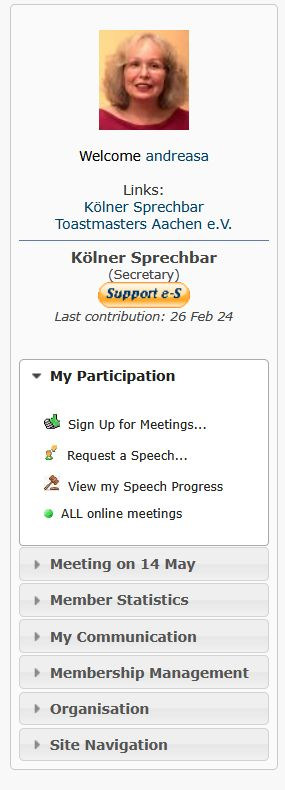 Welcome andreasa
Links:
Kölner Sprechbar
Toastmasters Aachen e.V.
Kölner Sprechbar
(Secretary)
Support e-S
Last contribution: 26 Feb 24
My Participation
Sign Up for Meetings...
Request a Speech...
View my Speech Progress
ALL online meetings
Meeting on 14 May
Member Statistics
My Communication
Membership Management
Organisation
Site Navigation